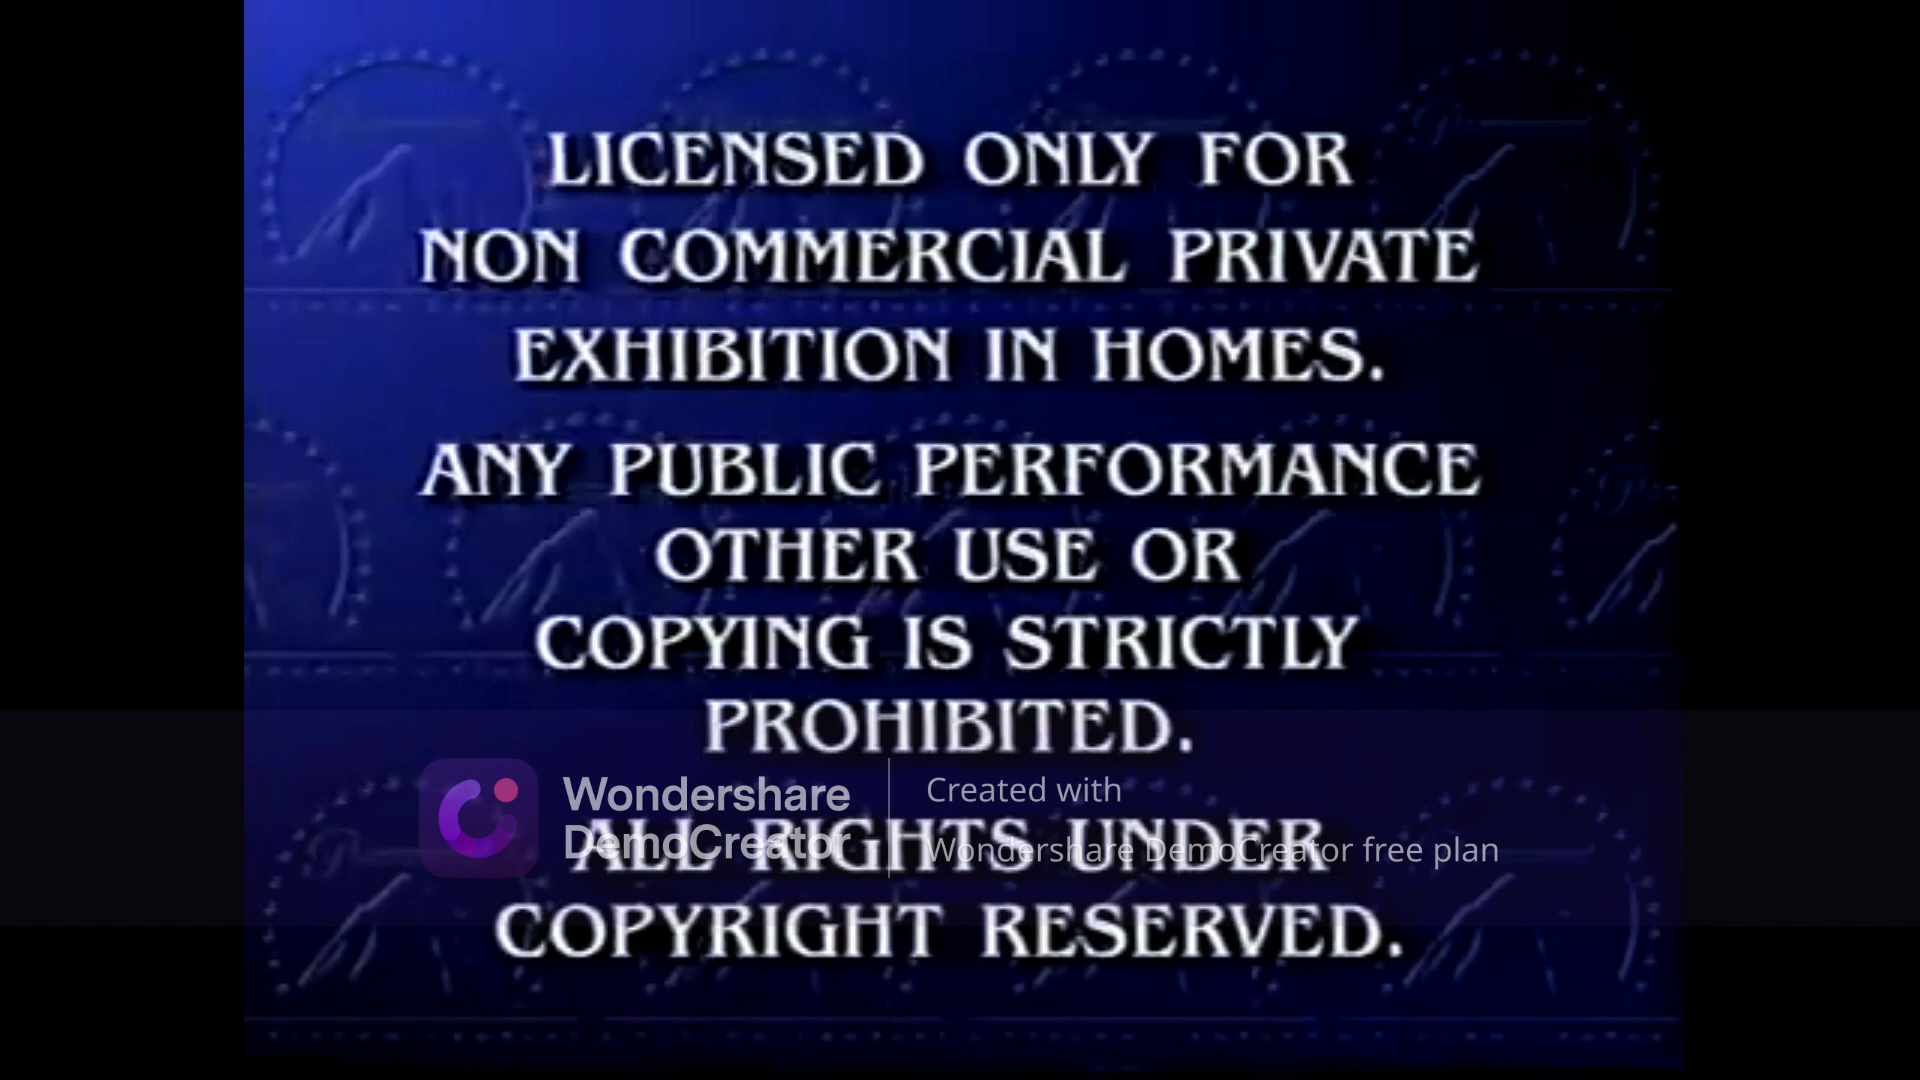 LICENSED ONLY FOR
NON COMMERCIAL PRIVATE
EXHIBITION IN HOMES.
ANY PUBLIC PERFORMANCE
OTHER USE OR
COPYING IS STRICTLY
PROHIBITED.
Wondershare
DemoCreator
Created with
Wondershare DemoCreator free plan
ALL RIGHTS UNDER
COPYRIGHT RESERVED.